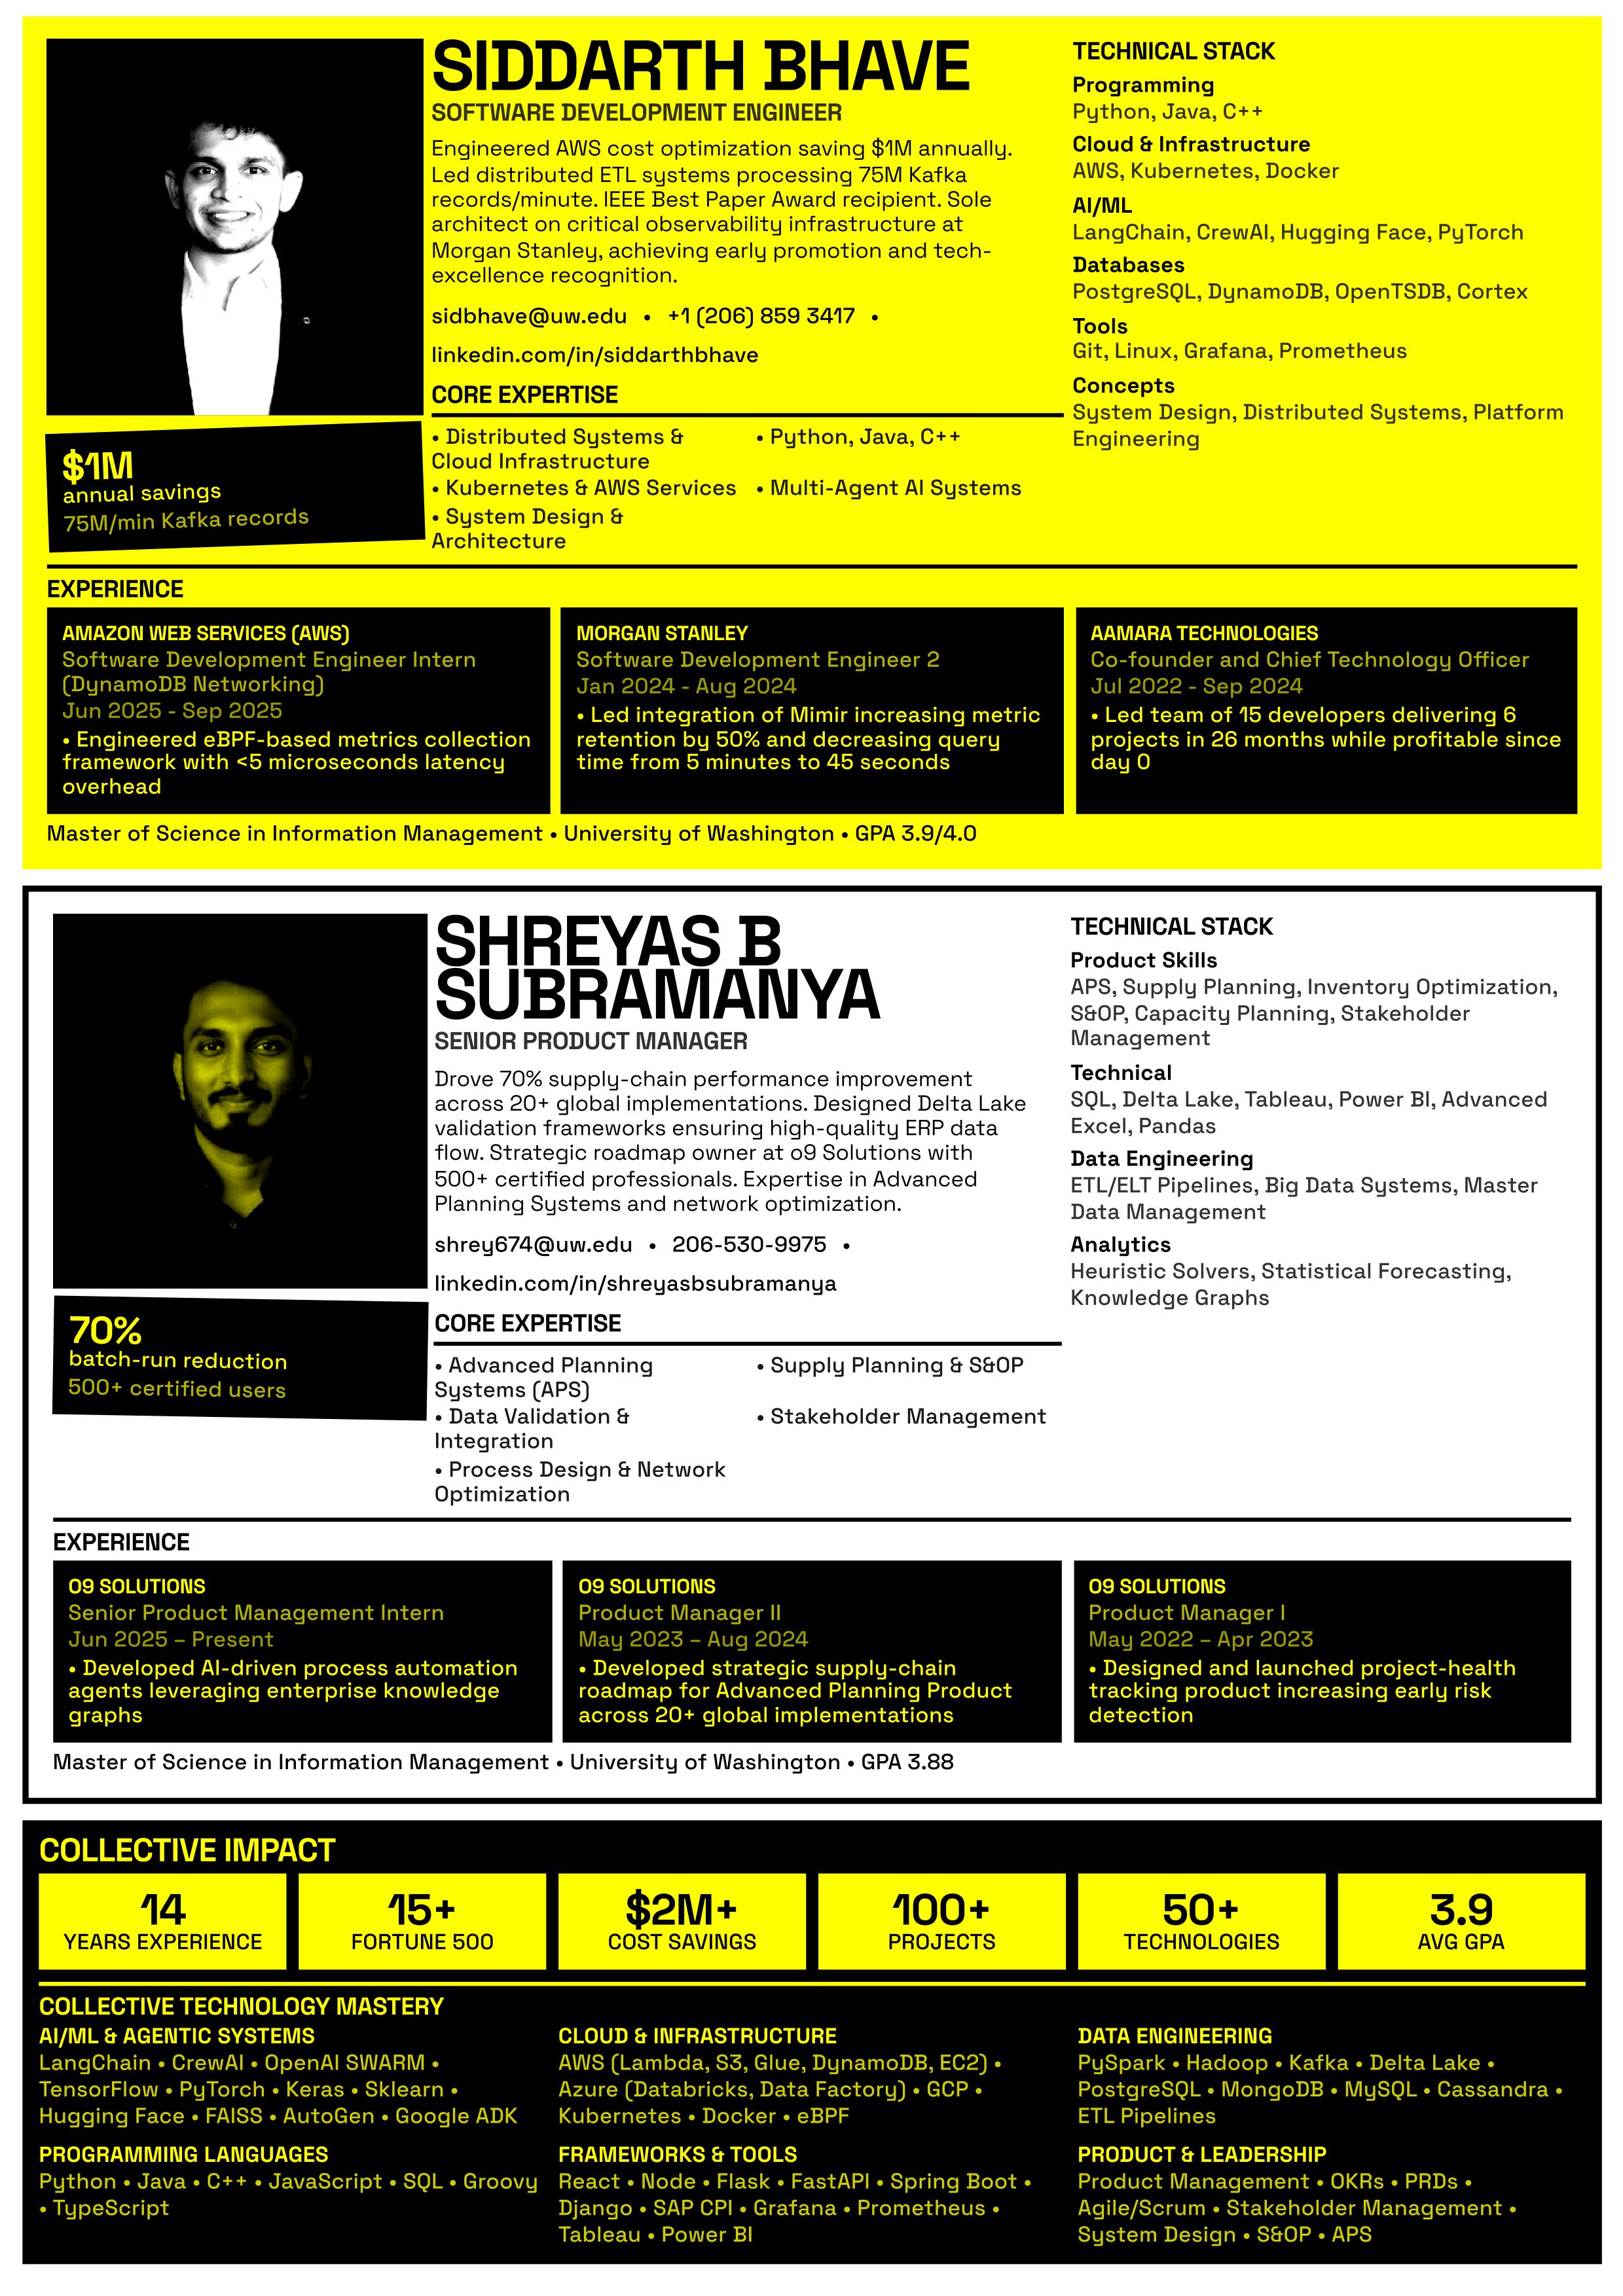 SIDDARTH BHAVE
SOFTWARE DEVELOPMENT ENGINEER
Engineered AWS cost optimization saving $1M annually.
Led distributed ETL systems processing 75M Kafka
records/minute. IEEE Best Paper Award recipient. Sole
architect on critical observability infrastructure at
Morgan Stanley, achieving early promotion and tech-
excellence recognition.
sidbhave@uw.edu • +1 (206) 859 3417 •
linkedin.com/in/siddarthbhave
CORE EXPERTISE
• Distributed Systems &
Cloud Infrastructure
• Python, Java, C++
• Kubernetes & AWS Services
• Multi-Agent AI Systems
• System Design &
Architecture
$1M
annual savings
75M/min Kafka records
TECHNICAL STACK
Programming
Python, Java, C++
Cloud & Infrastructure
AWS, Kubernetes, Docker
AI/ML
LangChain, CrewAI, Hugging Face, PyTorch
Databases
PostgreSQL, DynamoDB, OpenTSDB, Cortex
Tools
Git, Linux, Grafana, Prometheus
Concepts
System Design, Distributed Systems, Platform
Engineering
EXPERIENCE
AMAZON WEB SERVICES (AWS)
Software Development Engineer Intern
(DynamoDB Networking)
Jun 2025 - Sep 2025
• Engineered eBPF-based metrics collection
framework with <5 microseconds latency
overhead
MORGAN STANLEY
Software Development Engineer 2
Jan 2024 - Aug 2024
• Led integration of Mimir increasing metric
retention by 50% and decreasing query
time from 5 minutes to 45 seconds
AAMARA TECHNOLOGIES
Co-founder and Chief Technology Officer
Jul 2022 - Sep 2024
• Led team of 15 developers delivering 6
projects in 26 months while profitable since
day 0
Master of Science in Information Management • University of Washington • GPA 3.9/4.0
SHREYAS B
SUBRAMANYA
SENIOR PRODUCT MANAGER
Drove 70% supply-chain performance improvement
across 20+ global implementations. Designed Delta Lake
validation frameworks ensuring high-quality ERP data
flow. Strategic roadmap owner at o9 Solutions with
500+ certified professionals. Expertise in Advanced
Planning Systems and network optimization.
shrey674@uw.edu • 206-530-9975 •
linkedin.com/in/shreyasbsubramanya
CORE EXPERTISE
• Advanced Planning
Systems (APS)
• Supply Planning & S&OP
• Data Validation &
Integration
• Stakeholder Management
• Process Design & Network
Optimization
70%
batch-run reduction
500+ certified users
TECHNICAL STACK
Product Skills
APS, Supply Planning, Inventory Optimization,
S&OP, Capacity Planning, Stakeholder
Management
Technical
SQL, Delta Lake, Tableau, Power BI, Advanced
Excel, Pandas
Data Engineering
ETL/ELT Pipelines, Big Data Systems, Master
Data Management
Analytics
Heuristic Solvers, Statistical Forecasting,
Knowledge Graphs
EXPERIENCE
O9 SOLUTIONS
Senior Product Management Intern
Jun 2025 – Present
• Developed AI-driven process automation
agents leveraging enterprise knowledge
graphs
O9 SOLUTIONS
Product Manager II
May 2023 – Aug 2024
• Developed strategic supply-chain
roadmap for Advanced Planning Product
across 20+ global implementations
O9 SOLUTIONS
Product Manager I
May 2022 – Apr 2023
• Designed and launched project-health
tracking product increasing early risk
detection
Master of Science in Information Management • University of Washington • GPA 3.88
COLLECTIVE IMPACT
14
YEARS EXPERIENCE
15+
FORTUNE 500
$2M+
COST SAVINGS
100+
PROJECTS
50+
TECHNOLOGIES
3.9
AVG GPA
COLLECTIVE TECHNOLOGY MASTERY
AI/ML & AGENTIC SYSTEMS
LangChain • CrewAI • OpenAI SWARM •
TensorFlow • PyTorch • Keras • Sklearn •
Hugging Face • FAISS • AutoGen • Google ADK
CLOUD & INFRASTRUCTURE
AWS (Lambda, S3, Glue, DynamoDB, EC2) •
Azure (Databricks, Data Factory) • GCP •
Kubernetes • Docker • eBPF
DATA ENGINEERING
PySpark • Hadoop • Kafka • Delta Lake •
PostgreSQL • MongoDB • MySQL • Cassandra •
ETL Pipelines
PROGRAMMING LANGUAGES
Python • Java • C++ • JavaScript • SQL • Groovy
• TypeScript
FRAMEWORKS & TOOLS
React • Node • Flask • FastAPI • Spring Boot •
Django • SAP CPI • Grafana • Prometheus •
Tableau • Power BI
PRODUCT & LEADERSHIP
Product Management • OKRs • PRDs •
Agile/Scrum • Stakeholder Management •
System Design • S&OP • APS